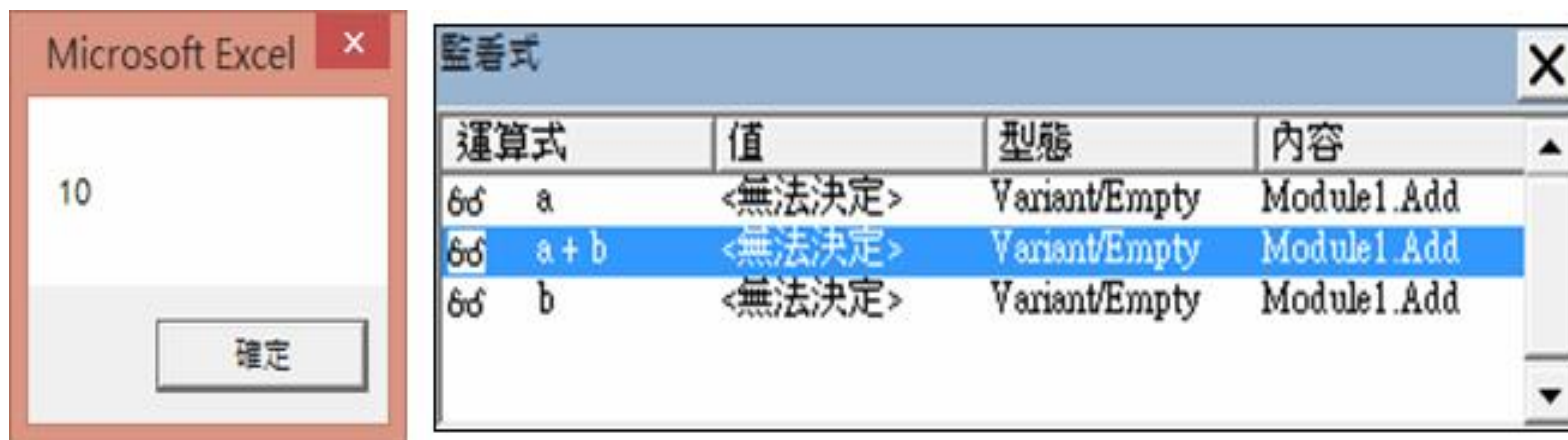 Microsoft Excel ×
10
確定
監看式 X
運算式 值 型態 內容
a <無法決定> Variant/Empty Module1.Add
a + b <無法決定> Variant/Empty Module1.Add
b <無法決定> Variant/Empty Module1.Add